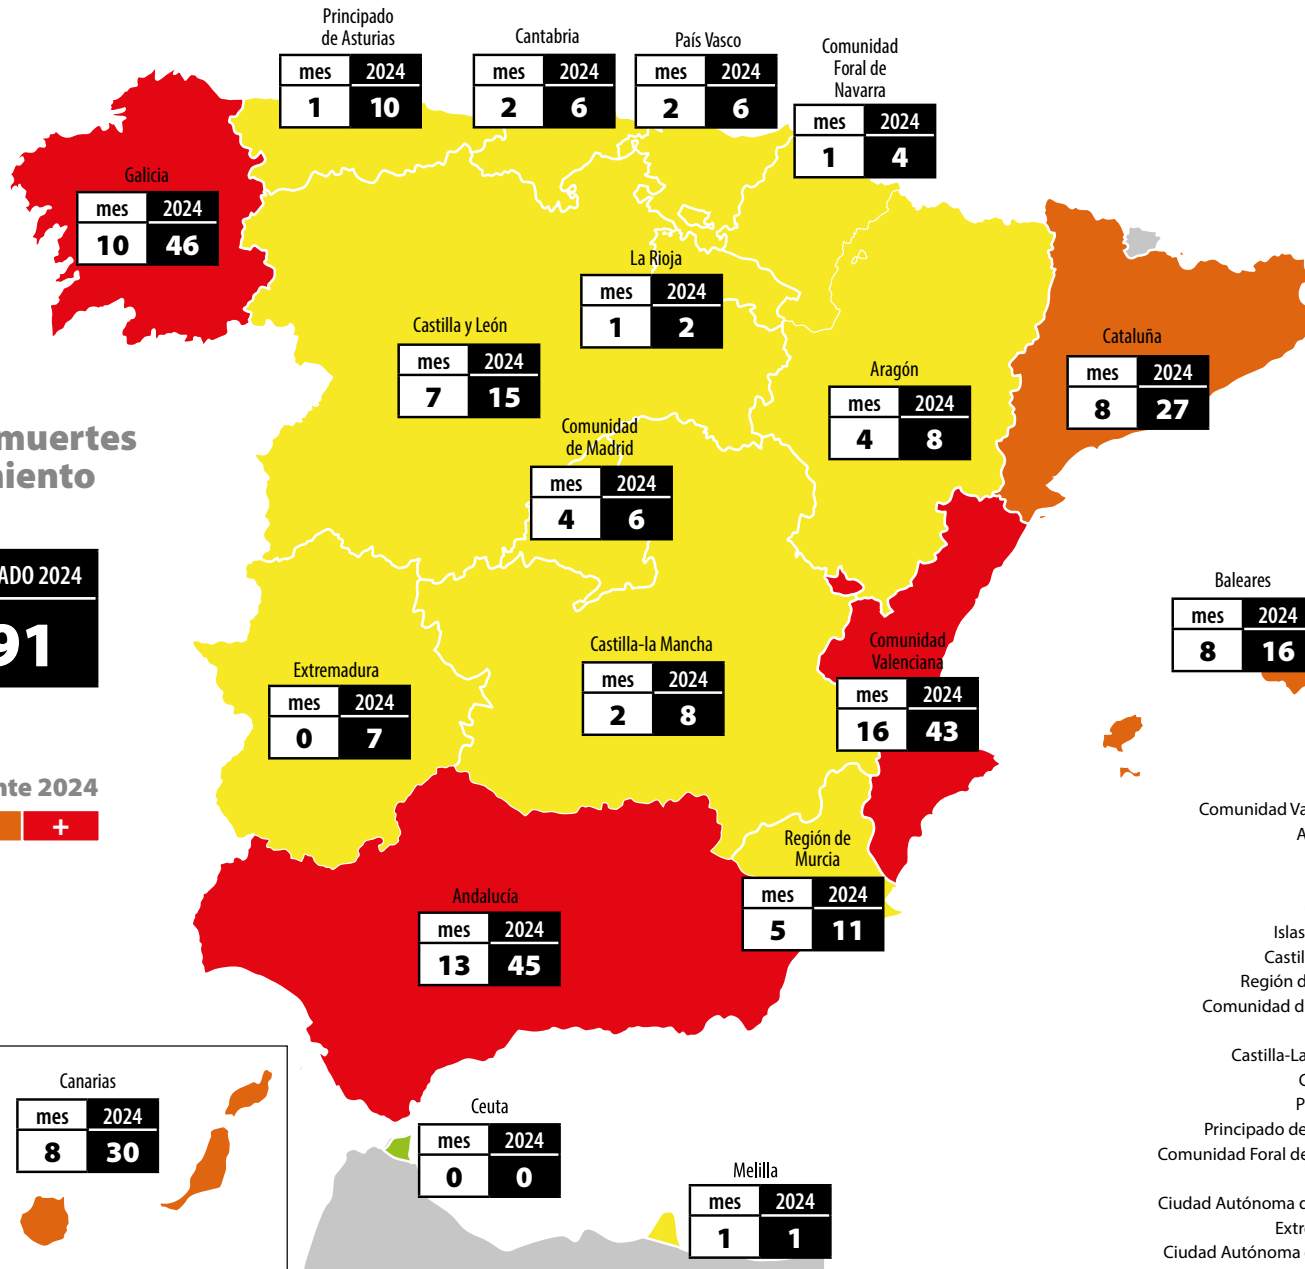 Principado
de Asturias
mes 2024
1 10
Cantabria
mes 2024
2 6
País Vasco
mes 2024
2 6
Comunidad
Foral de
Navarra
mes 2024
1 4
Galicia
mes 2024
10 46
La Rioja
mes 2024
1 2
Castilla y León
mes 2024
7 15
Aragón
mes 2024
4 8
Cataluña
mes 2024
8 27
Comunidad
de Madrid
mes 2024
4 6
muertes
iento
ADO 2024
91
Baleares
mes 2024
8 16
Comunidad
Valenciana
mes 2024
16 43
Castilla-la Mancha
mes 2024
2 8
Extremadura
mes 2024
0 7
nte 2024
+
Región de
Murcia
mes 2024
5 11
Andalucía
mes 2024
13 45
Canarias
mes 2024
8 30
Ceuta
mes 2024
0 0
Melilla
mes 2024
1 1
Comunidad Va
A
Islas
Castil
Región d
Comunidad d
Castilla-La
C
P
Principado de
Comunidad Foral de
Ciudad Autónoma d
Extre
Ciudad Autónoma